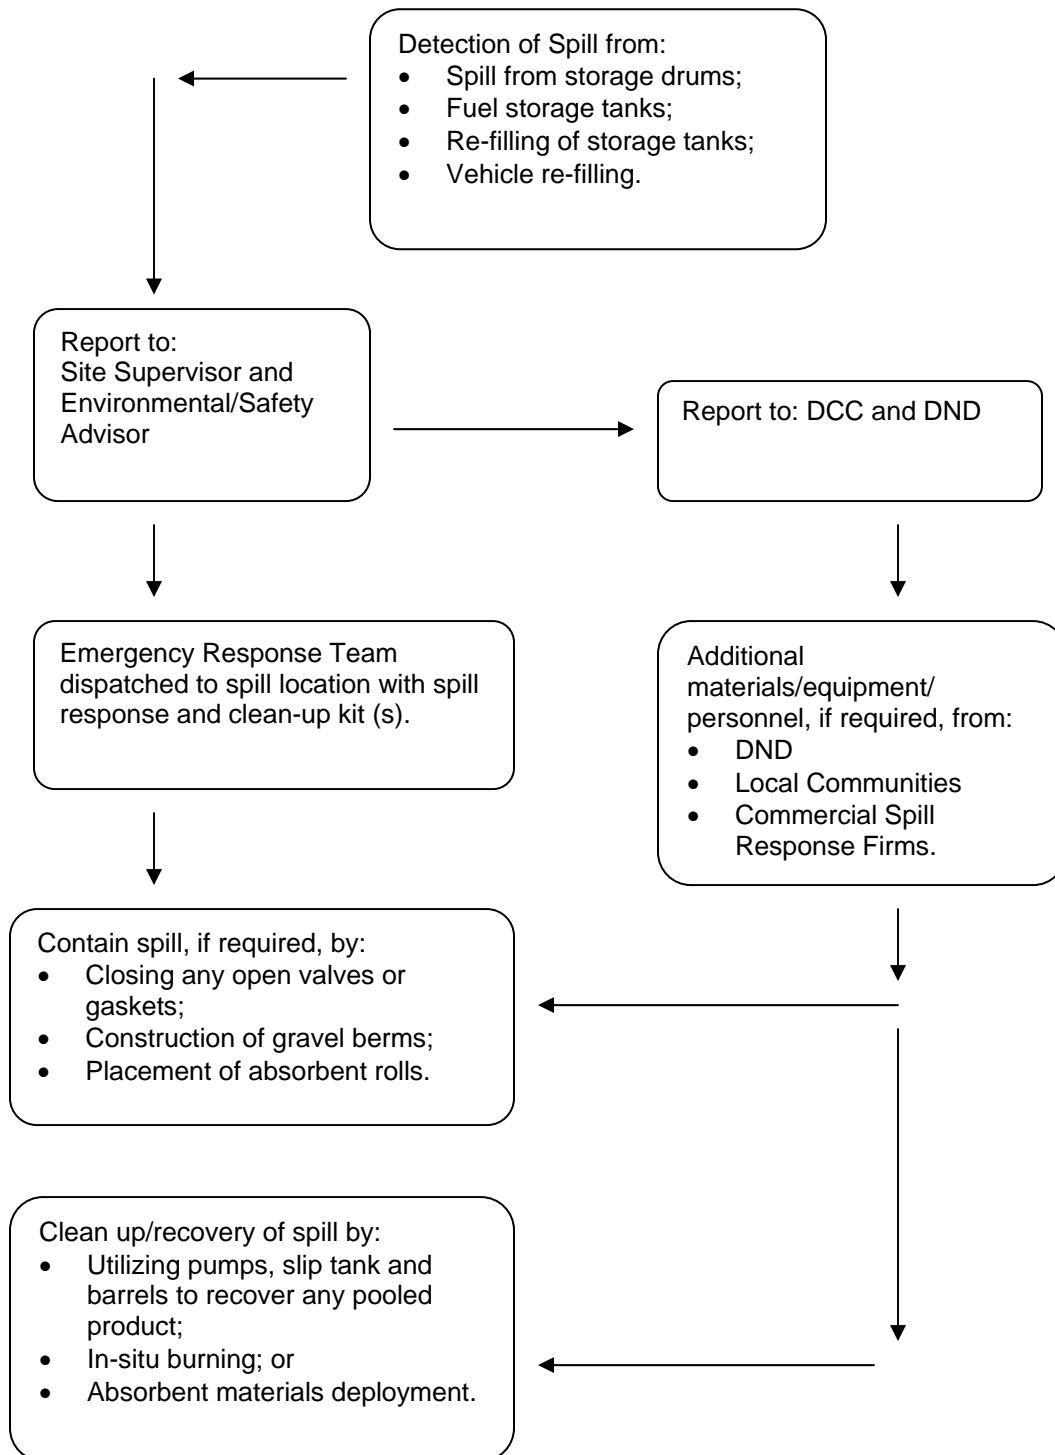 Detection of Spill from:
• Spill from storage drums;
• Fuel storage tanks;
• Re-filling of storage tanks;
• Vehicle re-filling.
Report to:
Site Supervisor and
Environmental/Safety
Advisor
Report to: DCC and DND
Emergency Response Team
dispatched to spill location with spill
response and clean-up kit (s).
Additional
materials/equipment/
personnel, if required, from:
• DND
• Local Communities
• Commercial Spill
Response Firms.
Contain spill, if required, by:
• Closing any open valves or
gaskets;
• Construction of gravel berms;
• Placement of absorbent rolls.
Clean up/recovery of spill by:
• Utilizing pumps, slip tank and
barrels to recover any pooled
product;
• In-situ burning; or
• Absorbent materials deployment.